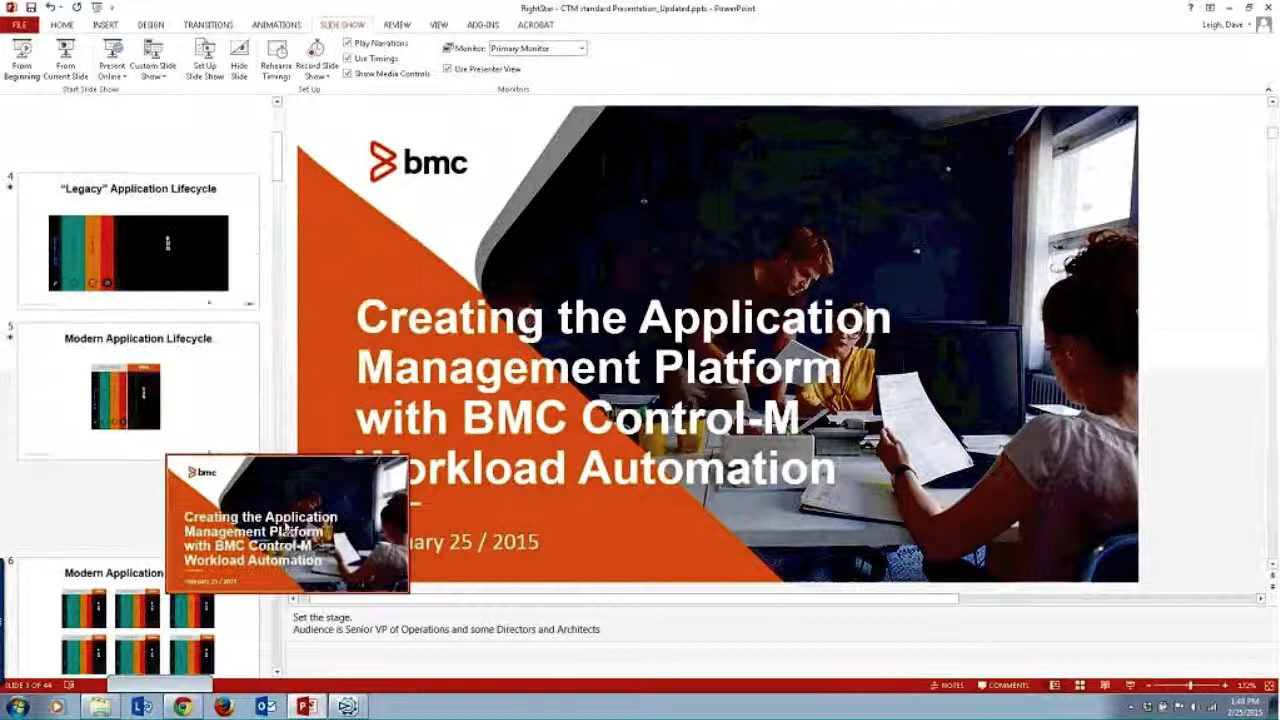 RightStar - CTM standard Presentation_Updated.pptx - PowerPoint
Leigh, Dave
FILE HOME INSERT DESIGN TRANSITIONS ANIMATIONS SLIDE SHOW REVIEW VIEW ADD-INS ACROBAT
From Beginning
From Current Slide
Present Online
Custom Slide Show
Set Up Slide Show
Hide Slide
Rehearse Timings
Record Slide Show
Play Narrations
Use Timings
Show Media Controls
Monitor: Primary Monitor
Use Presenter View
Start Slide Show
Set Up
Monitors
4
"Legacy" Application Lifecycle
5
Modern Application Lifecycle
6
Modern Application
bmc
Creating the Application
Management Platform
with BMC Control-M
Workload Automation
February 25 / 2015
bmc
Creating the Application
Management Platform
with BMC Control-M
Workload Automation
uary 25 / 2015
Set the stage.
Audience is Senior VP of Operations and some Directors and Architects
NOTES COMMENTS
132%
1:48 PM
2/25/2015